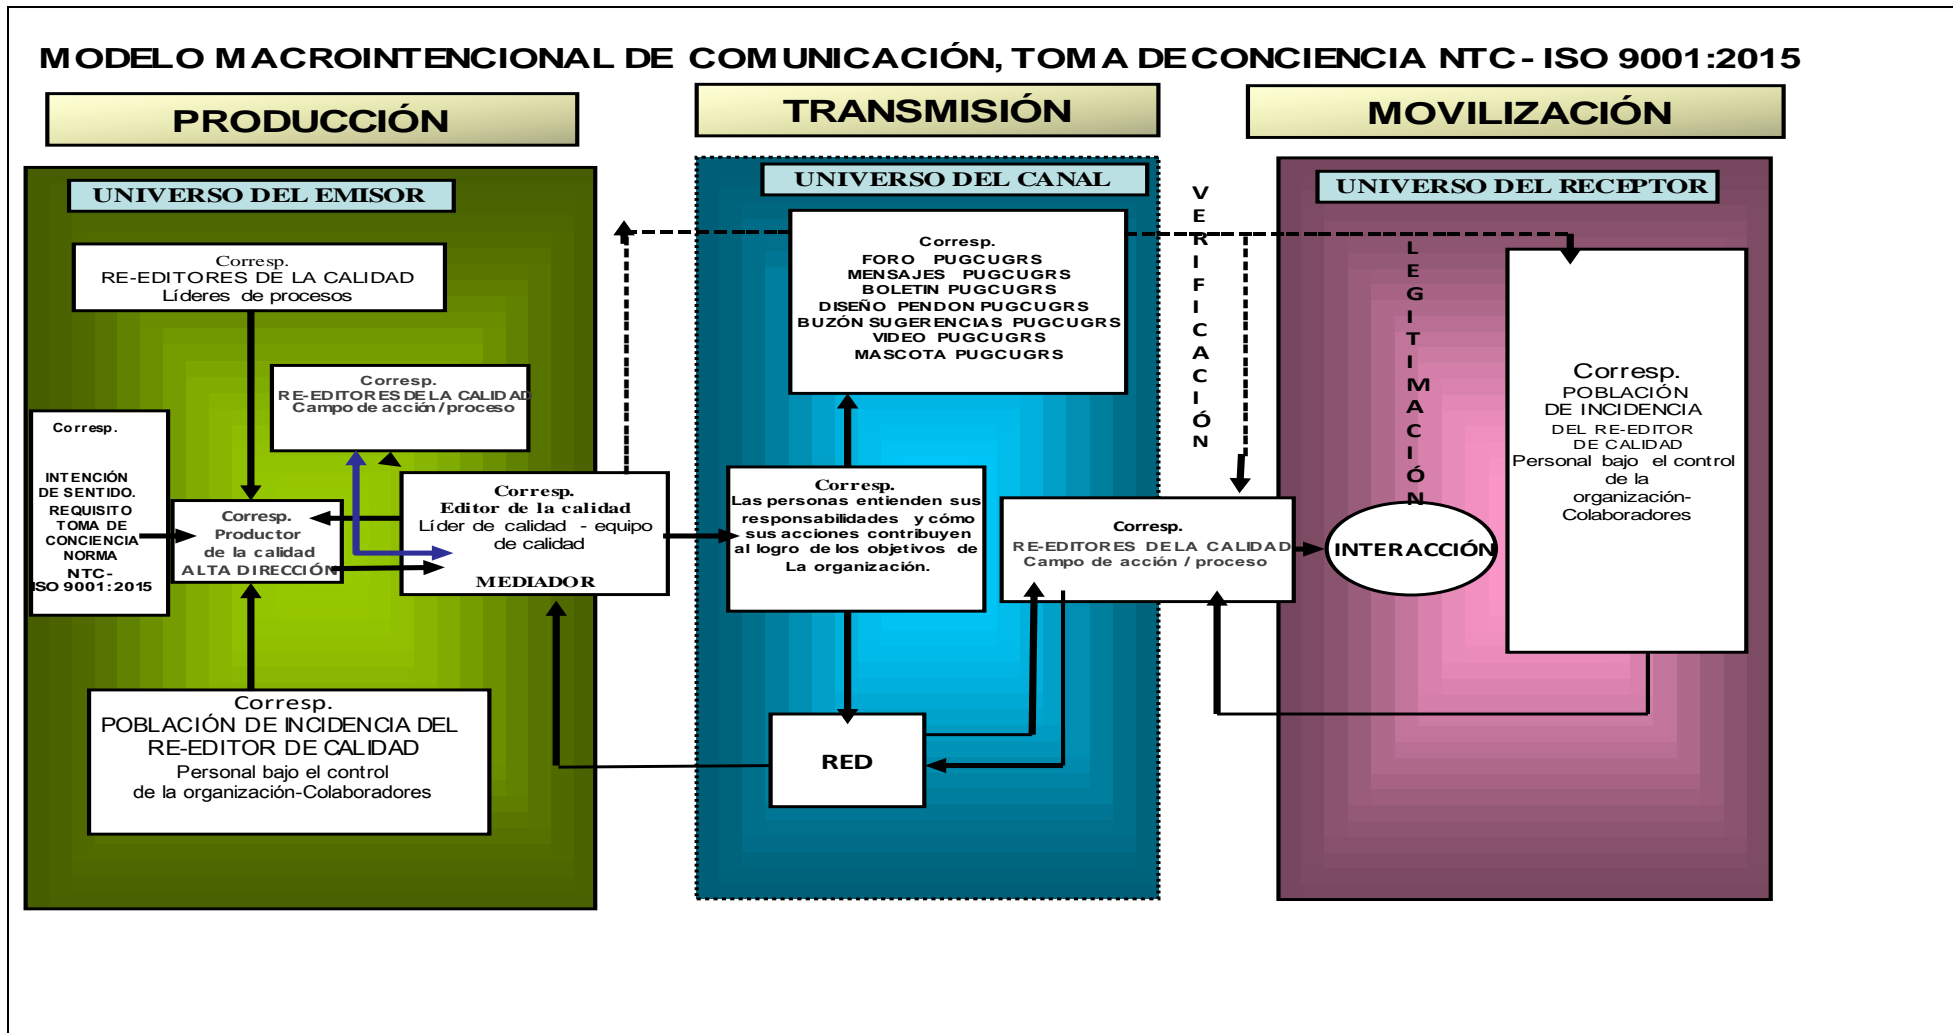 MODELO MACROINTENCIONAL DE COMUNICACIÓN, TOMA DE CONCIENCIA NTC - ISO 9001:2015
PRODUCCIÓN
TRANSMISIÓN
MOVILIZACIÓN
UNIVERSO DEL EMISOR
Corresp.
RE-EDITORES DE LA CALIDAD
Líderes de procesos
Corresp.
RE-EDITORES DE LA CALIDAD
Campo de acción / proceso
Corresp.
INTENCIÓN
DE SENTIDO.
REQUISITO
TOMA DE
CONCIENCIA
NORMA
NTC-
ISO 9001:2015
Corresp.
Productor
de la calidad
ALTA DIRECCIÓN
Corresp.
Editor de la calidad
Líder de calidad - equipo
de calidad
MEDIADOR
Corresp.
POBLACIÓN DE INCIDENCIA DEL
RE-EDITOR DE CALIDAD
Personal bajo el control
de la organización-Colaboradores
UNIVERSO DEL CANAL
Corresp.
FORO PUGCUGRS
MENSAJES PUGCUGRS
BOLETIN PUGCUGRS
DISEÑO PENDON PUGCUGRS
BUZÓN SUGERENCIAS PUGCUGRS
VIDEO PUGCUGRS
MASCOTA PUGCUGRS
Corresp.
Las personas entienden sus
responsabilidades y cómo
sus acciones contribuyen
al logro de los objetivos de
La organización.
RED
VERIFICACIÓN
Corresp.
RE-EDITORES DE LA CALIDAD
Campo de acción / proceso
UNIVERSO DEL RECEPTOR
LEGITIMACIÓN
INTERACCIÓN
Corresp.
POBLACIÓN
DE INCIDENCIA
DEL RE-EDITOR
DE CALIDAD
Personal bajo el control
de la
organización-
Colaboradores